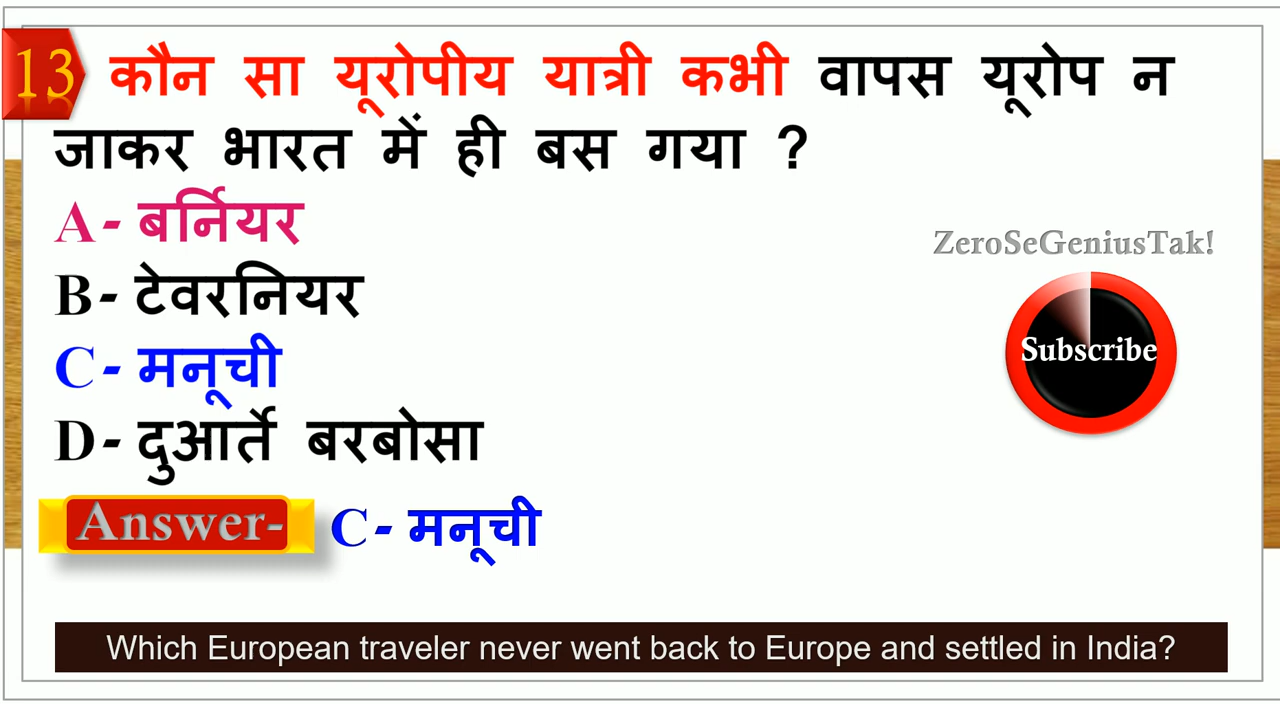 13 कौन सा यूरोपीय यात्री कभी वापस यूरोप न
जाकर भारत में ही बस गया ?
A- बर्नियर
B- टेवरनियर
C- मनूची
D- दुआर्ते बरबोसा
ZeroSeGeniusTak!
Subscribe
Answer- C- मनूची
Which European traveler never went back to Europe and settled in India?